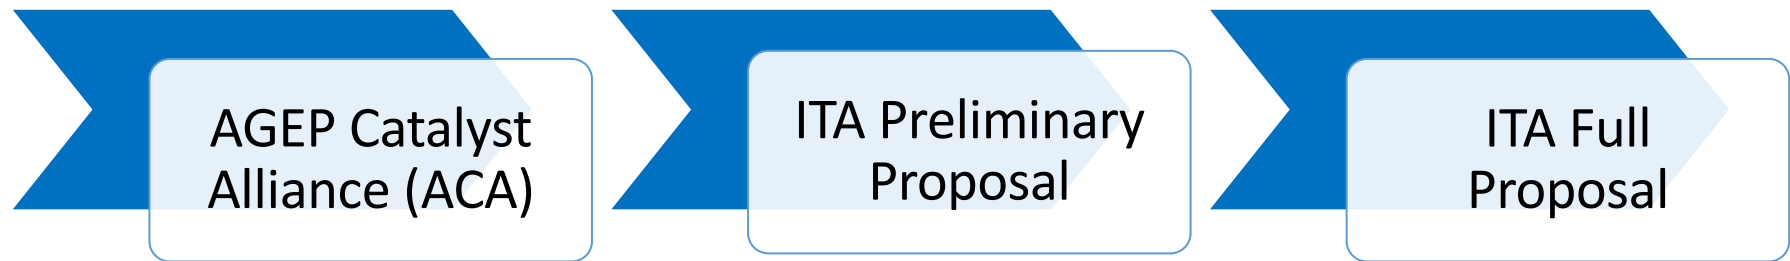 AGEP Catalyst
Alliance (ACA)
ITA Preliminary
Proposal
ITA Full
Proposal